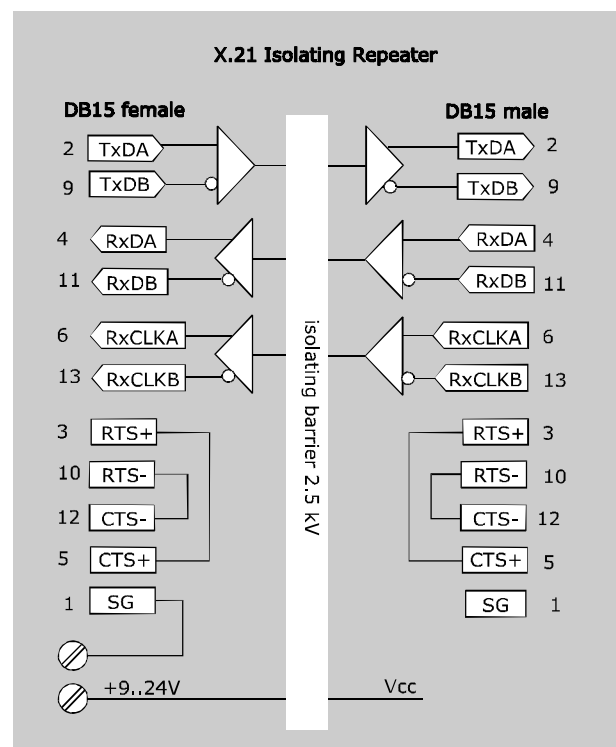 X.21 Isolating Repeater
DB15 female
DB15 male
2 TxDA
TxDA 2
9 TxDB
TxDB 9
4 RxDA
RxDA 4
11 RxDB
RxDB 11
6 RxCLKA
RxCLKA 6
13 RxCLKB
RxCLKB 13
isolating barrier 2.5 kV
3 RTS+
RTS+ 3
10 RTS-
RTS- 10
12 CTS-
CTS- 12
5 CTS+
CTS+ 5
1 SG
SG 1
+9..24V
Vcc